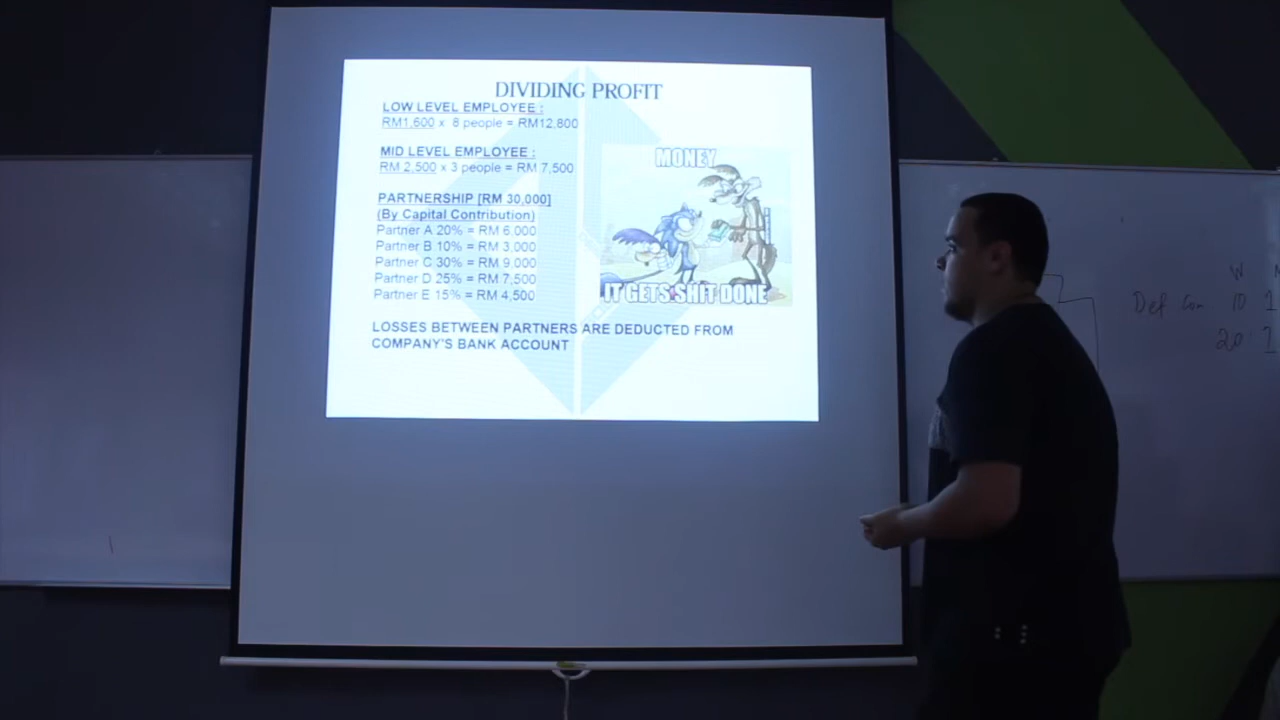 DIVIDING PROFIT
LOW LEVEL EMPLOYEE :
RM1,600 x 8 people = RM12,800
MID LEVEL EMPLOYEE :
RM 2,500 x 3 people = RM 7,500
PARTNERSHIP [RM 30,000]
(By Capital Contribution)
Partner A 20% = RM 6,000
Partner B 10% = RM 3,000
Partner C 30% = RM 9,000
Partner D 25% = RM 7,500
Partner E 15% = RM 4,500
LOSSES BETWEEN PARTNERS ARE DEDUCTED FROM
COMPANY'S BANK ACCOUNT
MONEY
IT GETS SHIT DONE
W
Def Con 10 1
20